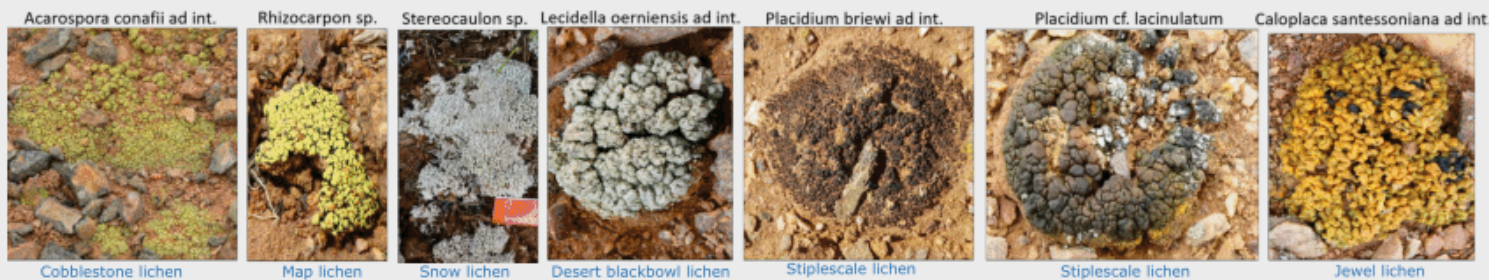 Acarospora conafii ad int.
Rhizocarpon sp.
Stereocaulon sp.
Lecidella oerniensis ad int.
Placidium briewi ad int.
Placidium cf. lacinulatum
Caloplaca santessoniana ad int.
Cobblestone lichen
Map lichen
Snow lichen
Desert blackbowl lichen
Stiplescale lichen
Stiplescale lichen
Jewel lichen